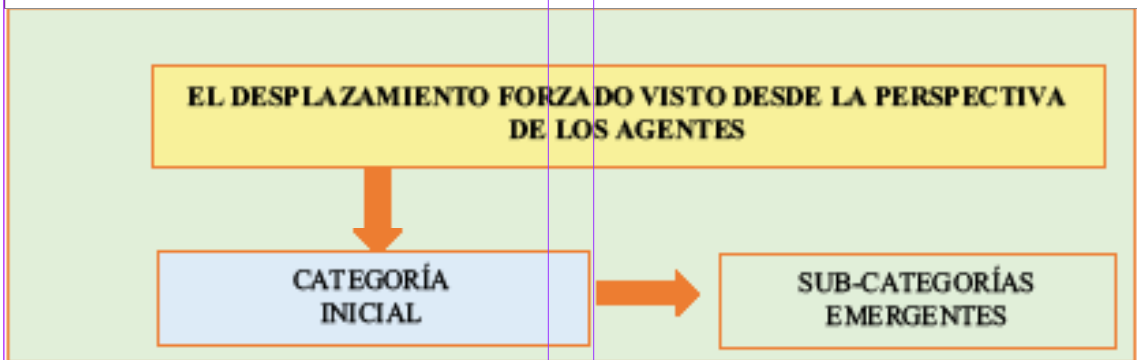 EL DESPLAZAMIENTO FORZADO VISTO DESDE LA PERSPECTIVA
DE LOS AGENTES
CATEGORÍA
INICIAL
SUB-CATEGORÍAS
EMERGENTES